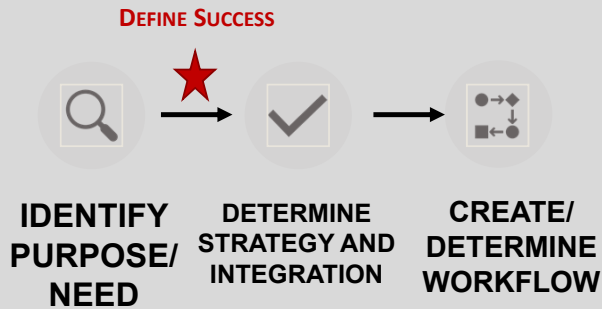 DEFINE SUCCESS
IDENTIFY
PURPOSE/
NEED
DETERMINE
STRATEGY AND
INTEGRATION
CREATE/
DETERMINE
WORKFLOW